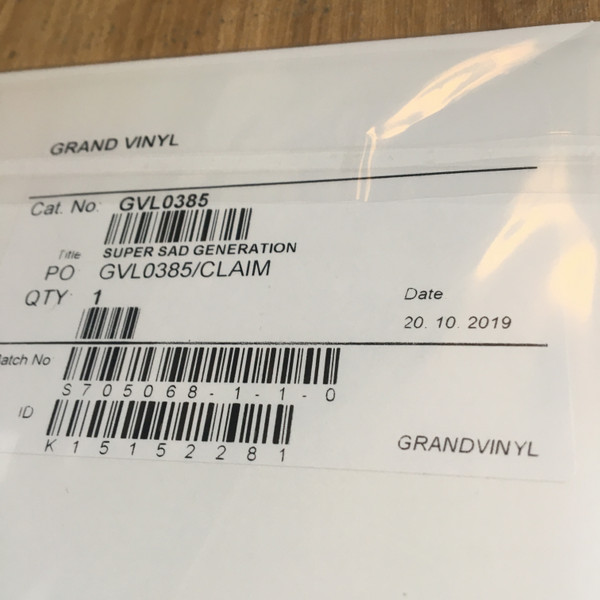 GRAND VINYL
Cat. No: GVL0385
Title SUPER SAD GENERATION
PO: GVL0385/CLAIM
QTY: 1
Date
20. 10. 2019
atch No
S705068-1-1-0
ID
K15152281
GRANDVINYL